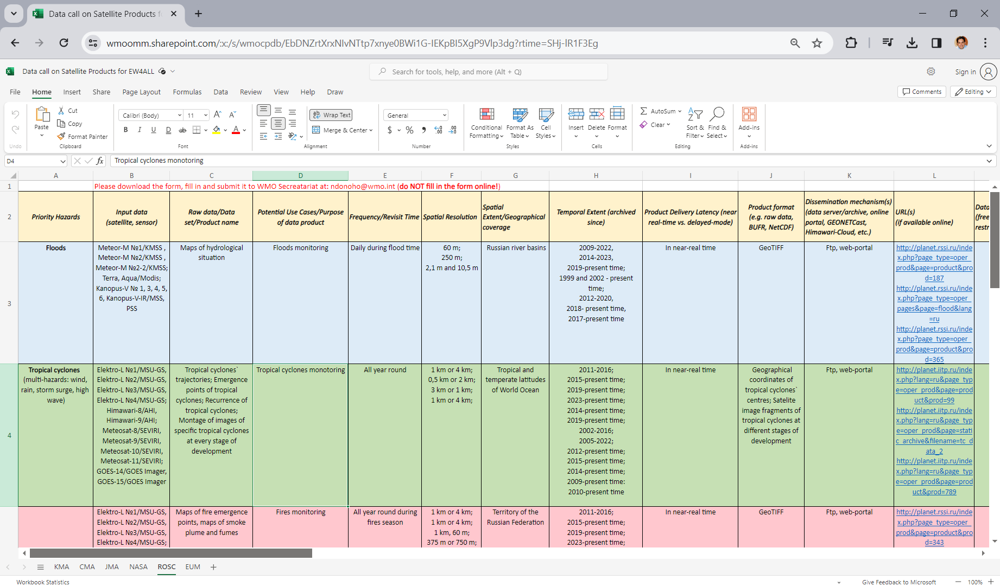 Data call on Satellite Products f
wmoomm.sharepoint.com/:x:/s/wmocpdb/EbDNZrtXrxNIvNTtp7xnye0BWi1G-IEKpBI5XgP9Vlp3dg?rtime=SHj-lR1F3Eg
Data call on Satellite Products for EW4ALL
Search for tools, help, and more (Alt + Q)
Sign in
File Home Insert Share Page Layout Formulas Data Review View Help Draw
Comments Editing
Undo
Paste
Cut
Copy
Format Painter
Clipboard
Calibri (Body) 11
Font
Wrap Text
Merge & Center
Alignment
General
Number
Conditional Formatting
Format As Table
Cell Styles
Styles
Insert Delete Format
Cells
AutoSum
Clear
Sort & Filter
Find & Select
Editing
Add-ins
Add-ins
D4
fx
Tropical cyclones monotoring
A B C D E F G H I J K L
1
Please download the form, fill in and submit it to WMO Secreatariat at: ndonoho@wmo.int (do NOT fill in the form online!)
2
Priority Hazards
Input data
(satellite, sensor)
Raw data/Data
set/Product name
Potential Use Cases/Purpose
of data product
Frequency/Revisit Time
Spatial Resolution
Spatial
Extent/Geographical
coverage
Temporal Extent (archived
since)
Product Delivery Latency (near
real-time vs. delayed-mode)
Product format
(e.g. raw data,
BUFR, NetCDF)
Dissemination mechanism(s)
(data server/archive, online
portal, GEONETCast,
Himawari-Cloud, etc.)
URL(s)
(if available online)
Data
(free
restr
3
Floods
Meteor-M №1/KMSS ,
Meteor-M №2/KMSS ,
Meteor-M №2-2/KMSS;
Terra, Aqua/Modis;
Kanopus-V № 1, 3, 4, 5,
6, Kanopus-V-IR/MSS,
PSS
Maps of hydrological
situation
Floods monitoring
Daily during flood time
60 m;
250 m;
2,1 m and 10,5 m
Russian river basins
2009-2022,
2014-2023,
2019-present time;
1999 and 2002 - present
time;
2012-2020,
2018- present time,
2017-present time
In near-real time
GeoTIFF
Ftp, web-portal
http://planet.rssi.ru/inde
x.php?page_type=oper_
prod&page=product&pro
d=187
http://planet.rssi.ru/inde
x.php?page_type=oper_
pages&page=flood&lang
=ru
http://planet.rssi.ru/inde
x.php?page_type=oper_
prod&page=product&pro
d=365
4
Tropical cyclones
(multi-hazards: wind,
rain, storm surge, high
wave)
Elektro-L №1/MSU-GS,
Elektro-L №2/MSU-GS,
Elektro-L №3/MSU-GS,
Elektro-L №4/MSU-GS;
Himawari-8/AHI,
Himawari-9/AHI;
Meteosat-8/SEVIRI,
Meteosat-9/SEVIRI,
Meteosat-10/SEVIRI,
Meteosat-11/SEVIRI;
GOES-14/GOES Imager,
GOES-15/GOES Imager
Tropical cyclones`
trajectories; Emergence
points of tropical
cyclones; Recurrence of
tropical cyclones;
Montage of images of
specific tropical cyclones
at every stage of
development
Tropical cyclones monotoring
All year round
1 km or 4 km;
0,5 km or 2 km;
3 km or 1 km;
1 km or 4 km;
Tropical and
temperate latitudes
of World Ocean
2011-2016;
2015-present time;
2019-present time;
2023-present time;
2014-present time;
2019-present time;
2002-2016;
2005-2022;
2012-present time;
2015-present time;
2014-present time;
2009-present time:
2010-present time
In near-real time
Geographical
coordinates of
tropical cyclones`
centres; Satelite
image fragments of
tropical cyclones at
different stages of
development
Ftp, web-portal
http://planet.iitp.ru/inde
x.php?lang=ru&page_typ
e=oper_prod&page=prod
uct&prod=99
http://planet.iitp.ru/inde
x.php?lang=ru&page_typ
e=oper_prod&page=stati
c_archive&filename=tc_d
ata_2
http://planet.iitp.ru/inde
x.php?lang=ru&page_typ
e=oper_prod&page=prod
uct&prod=789
Elektro-L №1/MSU-GS,
Elektro-L №2/MSU-GS,
Elektro-L №3/MSU-GS,
Elektro-L №4/MSU-GS;
Maps of fire emergence
points, maps of smoke
plume and fumes
Fires monitoring
All year round during
fires season
1 km or 4 km;
1 km or 4 km;
1 km, 60 m;
375 m or 750 m;
Territory of the
Russian Federation
2011-2016;
2015-present time;
2019-present time;
2023-present time;
In near-real time
GeoTIFF
Ftp, web-portal
http://planet.rssi.ru/inde
x.php?page_type=oper_
prod&page=product&pro
d=343
KMA CMA JMA NASA ROSC EUM
Workbook Statistics
Give Feedback to Microsoft
100%